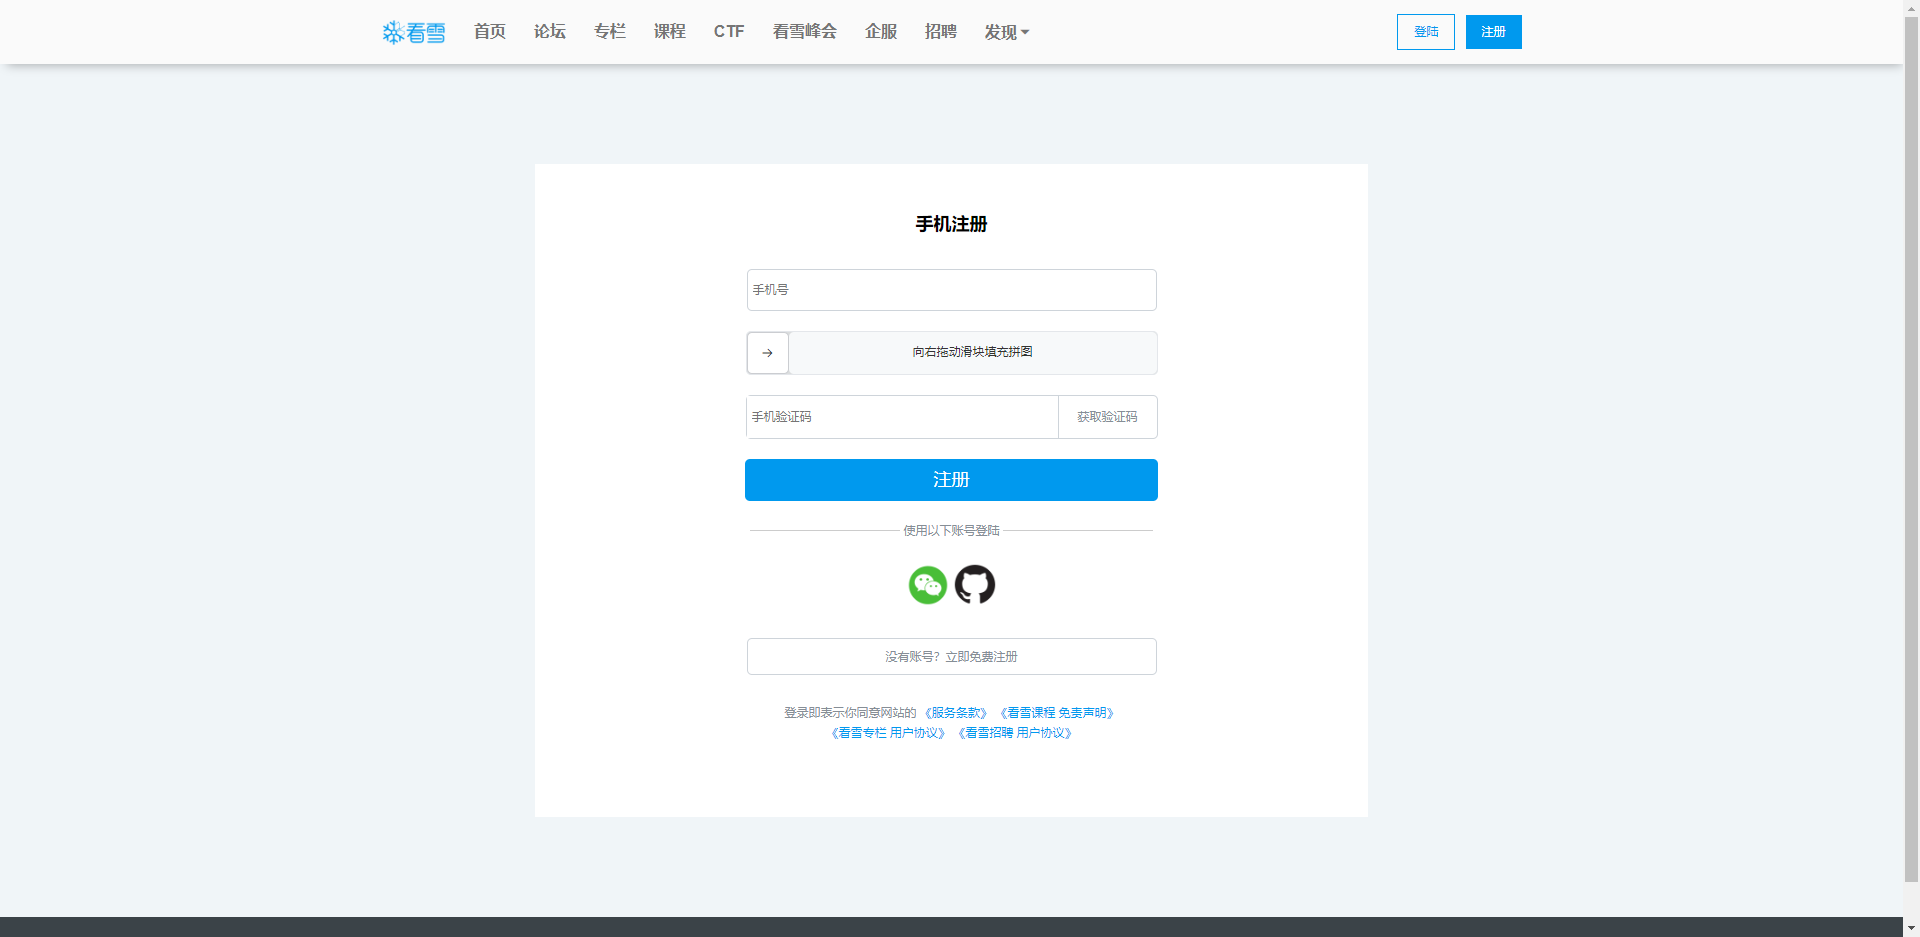 看雪 首页 论坛 专栏 课程 CTF 看雪峰会 企服 招聘 发现 登陆 注册
手机注册
手机号
向右拖动滑块填充拼图
手机验证码 获取验证码
注册
使用以下账号登陆
没有账号？立即免费注册
登录即表示你同意网站的 《服务条款》 《看雪课程 免责声明》
《看雪专栏 用户协议》 《看雪招聘 用户协议》